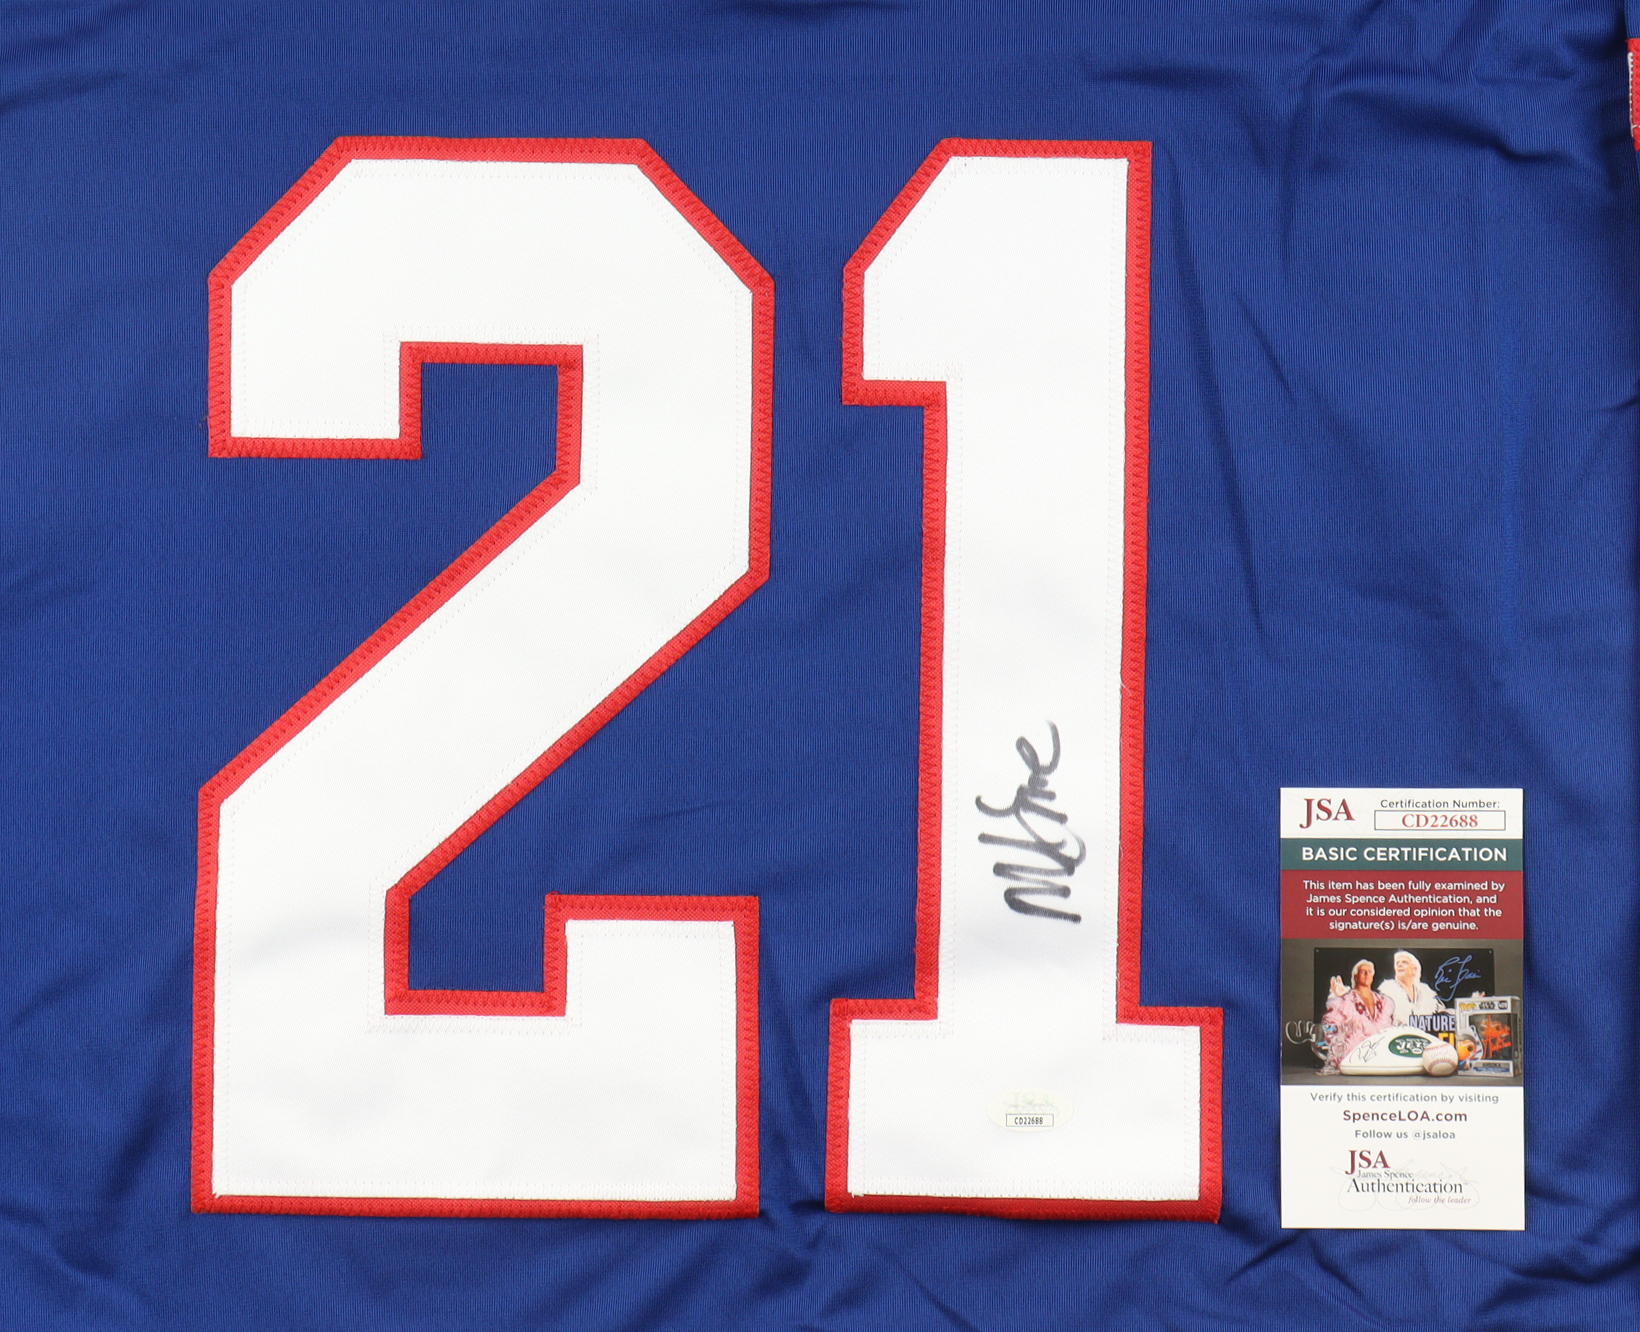 21
CD22688
JSA
Certification Number:
CD22688
BASIC CERTIFICATION
This item has been fully examined by
James Spence Authentication, and
it is our considered opinion that the
signature(s) is/are genuine.
NATURE
JETS
Verify this certification by visiting
SpenceLOA.com
Follow us @jsaloa
JSA
James Spence
Authentication
follow the leader